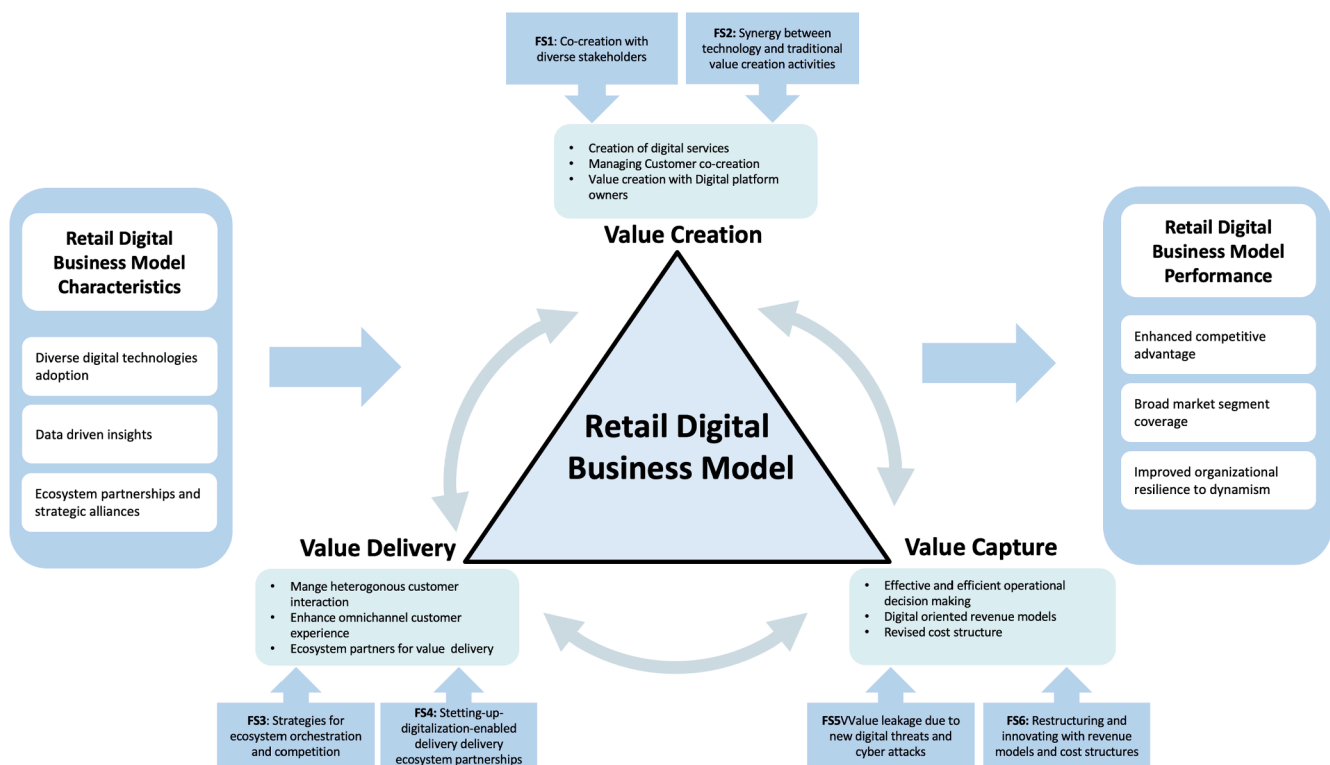 FS1: Co-creation with
diverse stakeholders
FS2: Synergy between
technology and traditional
value creation activities
• Creation of digital services
• Managing Customer co-creation
• Value creation with Digital platform
owners
Value Creation
Retail Digital
Business Model
Characteristics
Diverse digital technologies
adoption
Data driven insights
Ecosystem partnerships and
strategic alliances
Retail Digital
Business Model
Retail Digital
Business Model
Performance
Enhanced competitive
advantage
Broad market segment
coverage
Improved organizational
resilience to dynamism
Value Delivery
• Mange heterogonous customer
interaction
• Enhance omnichannel customer
experience
• Ecosystem partners for value delivery
Value Capture
• Effective and efficient operational
decision making
• Digital oriented revenue models
• Revised cost structure
FS3: Strategies for
ecosystem orchestration
and competition
FS4: Stetting-up-
digitalization-enabled
delivery delivery
ecosystem partnerships
FS5VValue leakage due to
new digital threats and
cyber attacks
FS6: Restructuring and
innovating with revenue
models and cost structures